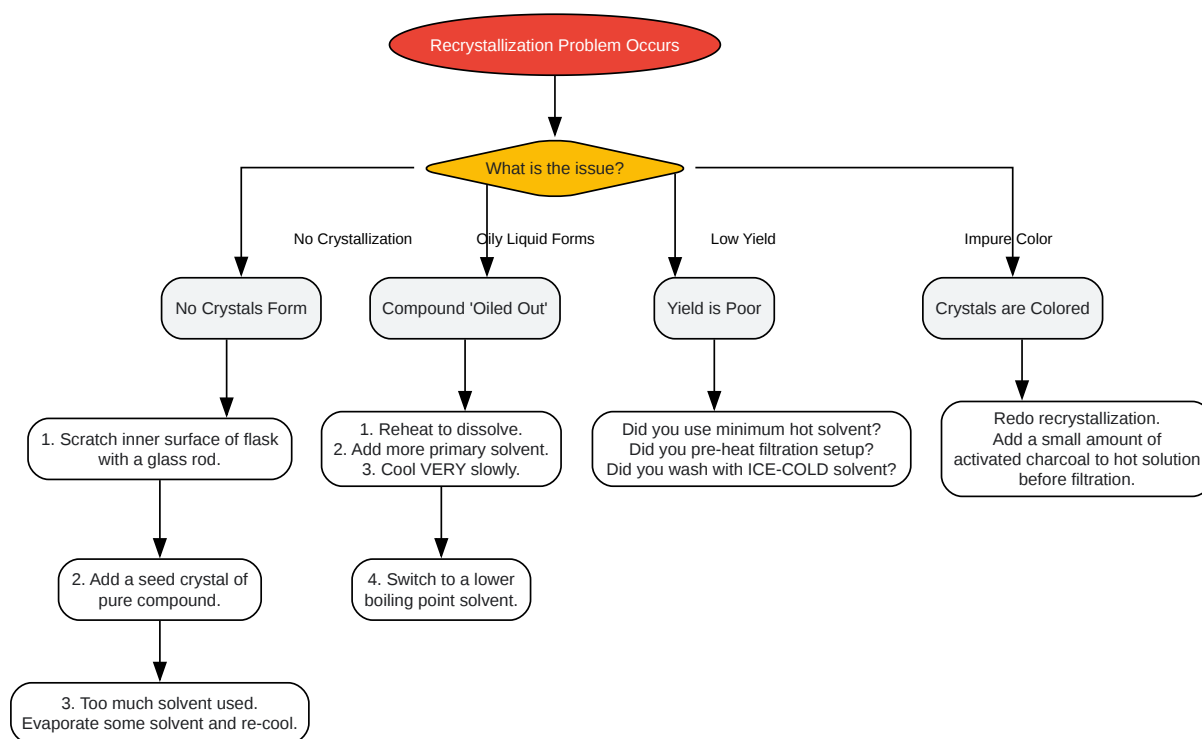 Recrystallization Problem Occurs
What is the issue?
No Crystallization
Oily Liquid Forms
Low Yield
Impure Color
No Crystals Form
Compound 'Oiled Out'
Yield is Poor
Crystals are Colored
1. Scratch inner surface of flask
with a glass rod.
1. Reheat to dissolve.
2. Add more primary solvent.
3. Cool VERY slowly.
Did you use minimum hot solvent?
Did you pre-heat filtration setup?
Did you wash with ICE-COLD solvent?
Redo recrystallization.
Add a small amount of
activated charcoal to hot solution
before filtration.
2. Add a seed crystal of
pure compound.
4. Switch to a lower
boiling point solvent.
3. Too much solvent used.
Evaporate some solvent and re-cool.